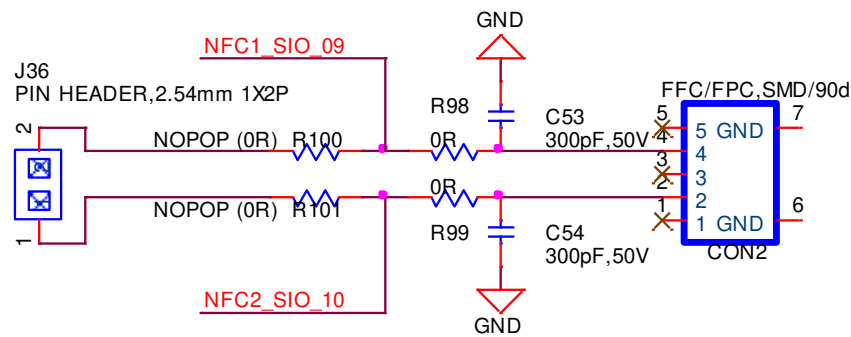 GND
NFC1_SIO_09
J36
PIN HEADER,2.54mm 1X2P
FFC/FPC,SMD/90d
R98
C53
300pF,50V
2
NOPOP (0R)
R100
0R
5
4
3
2
1
5 GND
4
3
2
1 GND
7
6
CON2
NOPOP (0R)
R101
0R
R99
C54
300pF,50V
1
NFC2_SIO_10
GND